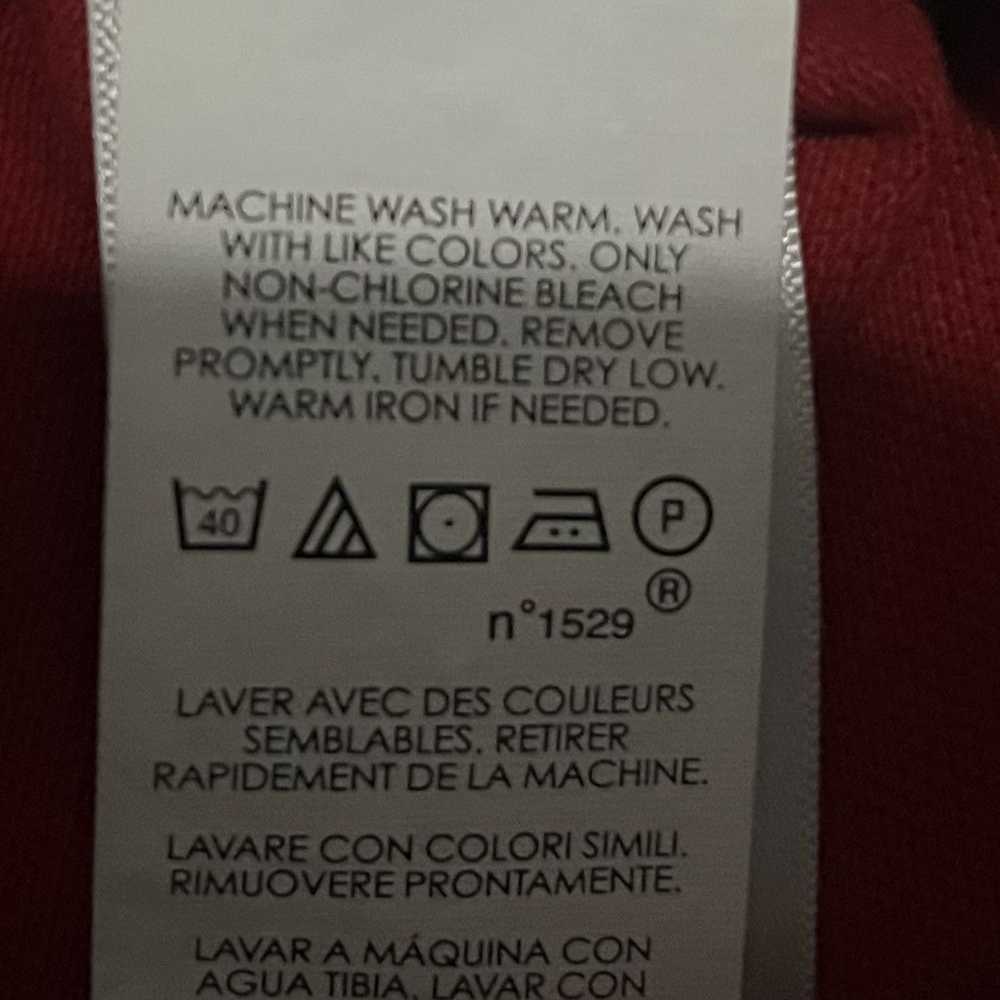 MACHINE WASH WARM. WASH
WITH LIKE COLORS. ONLY
NON-CHLORINE BLEACH
WHEN NEEDED. REMOVE
PROMPTLY. TUMBLE DRY LOW.
WARM IRON IF NEEDED.
40 P
n°1529 ®
LAVER AVEC DES COULEURS
SEMBLABLES. RETIRER
RAPIDEMENT DE LA MACHINE.
LAVARE CON COLORI SIMILI.
RIMUOVERE PRONTAMENTE.
LAVAR A MÁQUINA CON
AGUA TIBIA. LAVAR CON